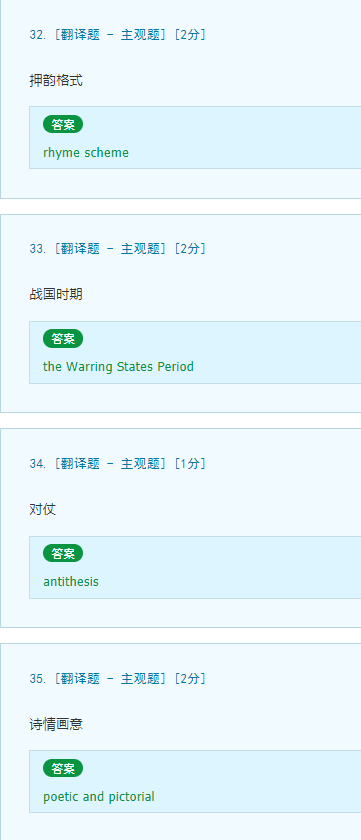 32. [翻译题 - 主观题] [2分]
押韵格式
答案
rhyme scheme
33. [翻译题 - 主观题] [2分]
战国时期
答案
the Warring States Period
34. [翻译题 - 主观题] [1分]
对仗
答案
antithesis
35. [翻译题 - 主观题] [2分]
诗情画意
答案
poetic and pictorial